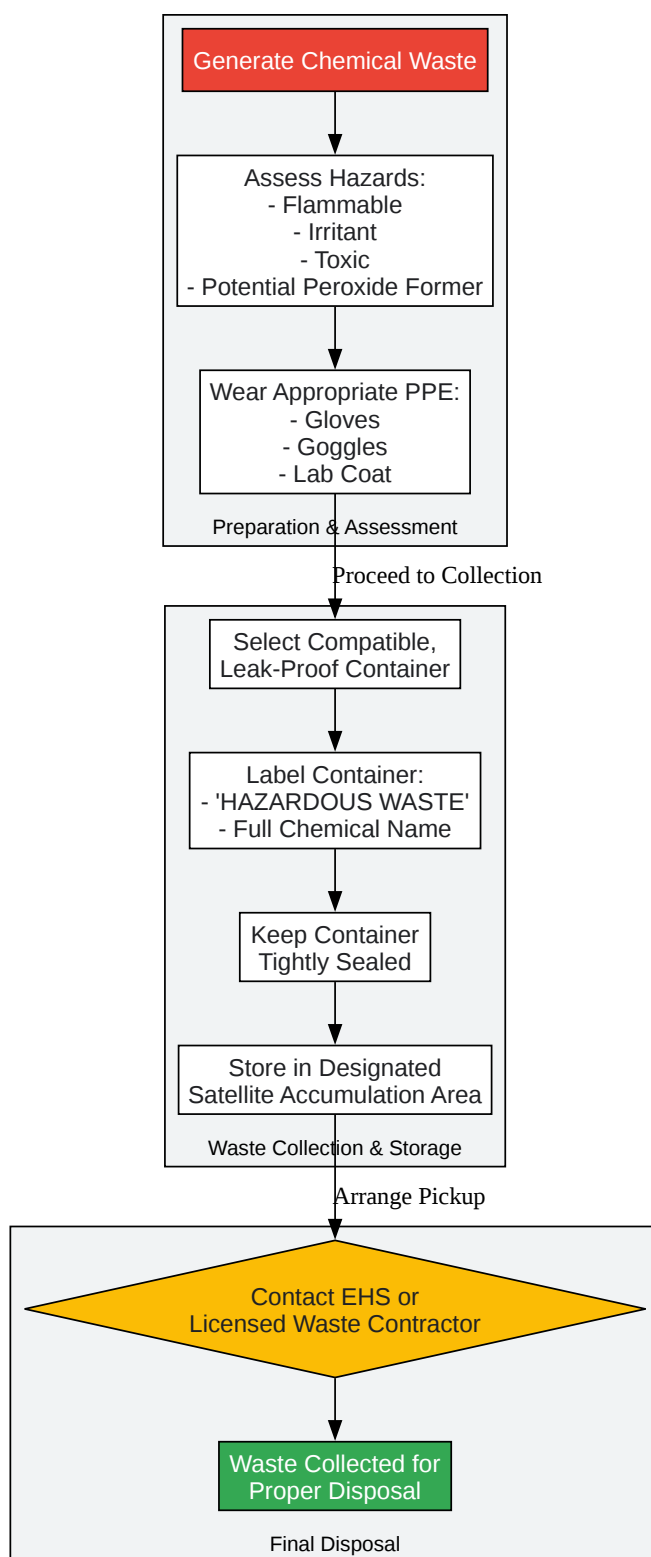 Generate Chemical Waste
Assess Hazards:
- Flammable
- Irritant
- Toxic
- Potential Peroxide Former
Wear Appropriate PPE:
- Gloves
- Goggles
- Lab Coat
Preparation & Assessment
Proceed to Collection
Select Compatible,
Leak-Proof Container
Label Container:
- 'HAZARDOUS WASTE'
- Full Chemical Name
Keep Container
Tightly Sealed
Store in Designated
Satellite Accumulation Area
Waste Collection & Storage
Arrange Pickup
Contact EHS or
Licensed Waste Contractor
Waste Collected for
Proper Disposal
Final Disposal